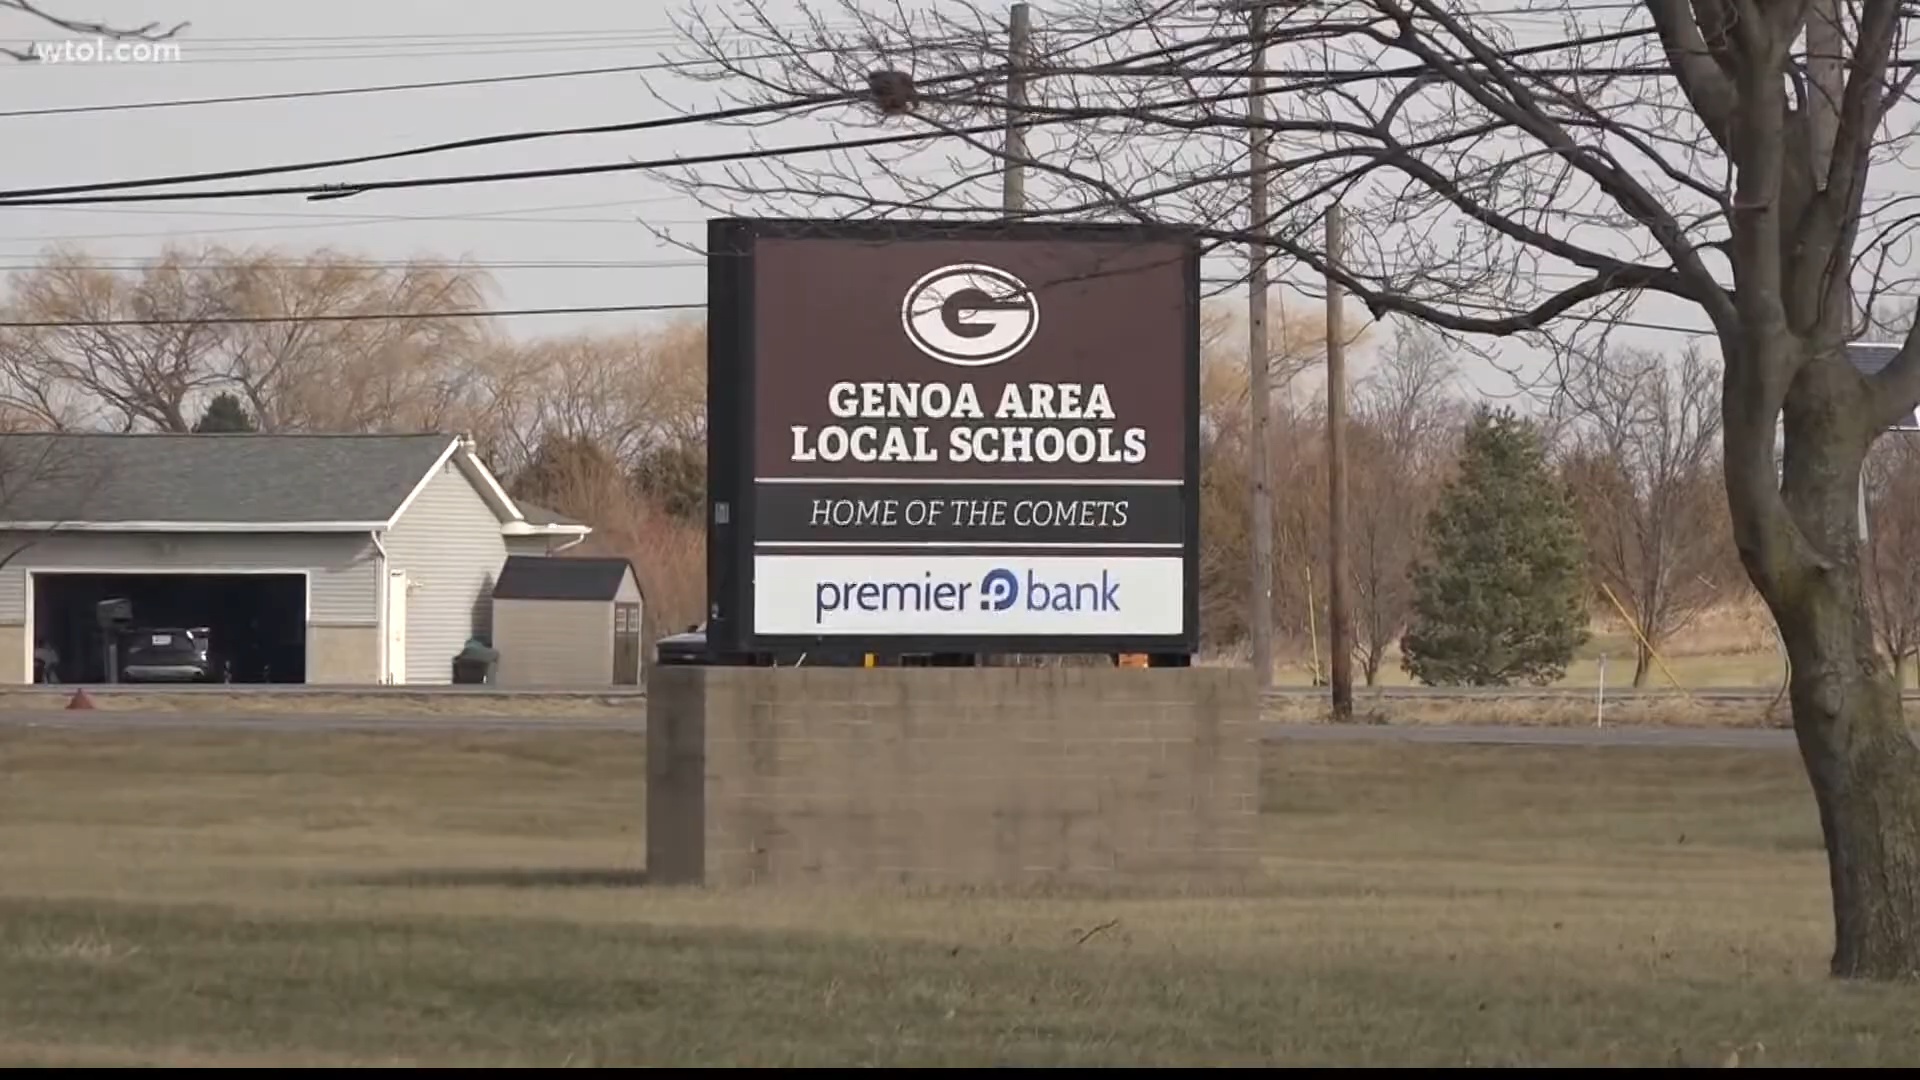 wtol.com
G
GENOA AREA
LOCAL SCHOOLS
HOME OF THE COMETS
premier bank